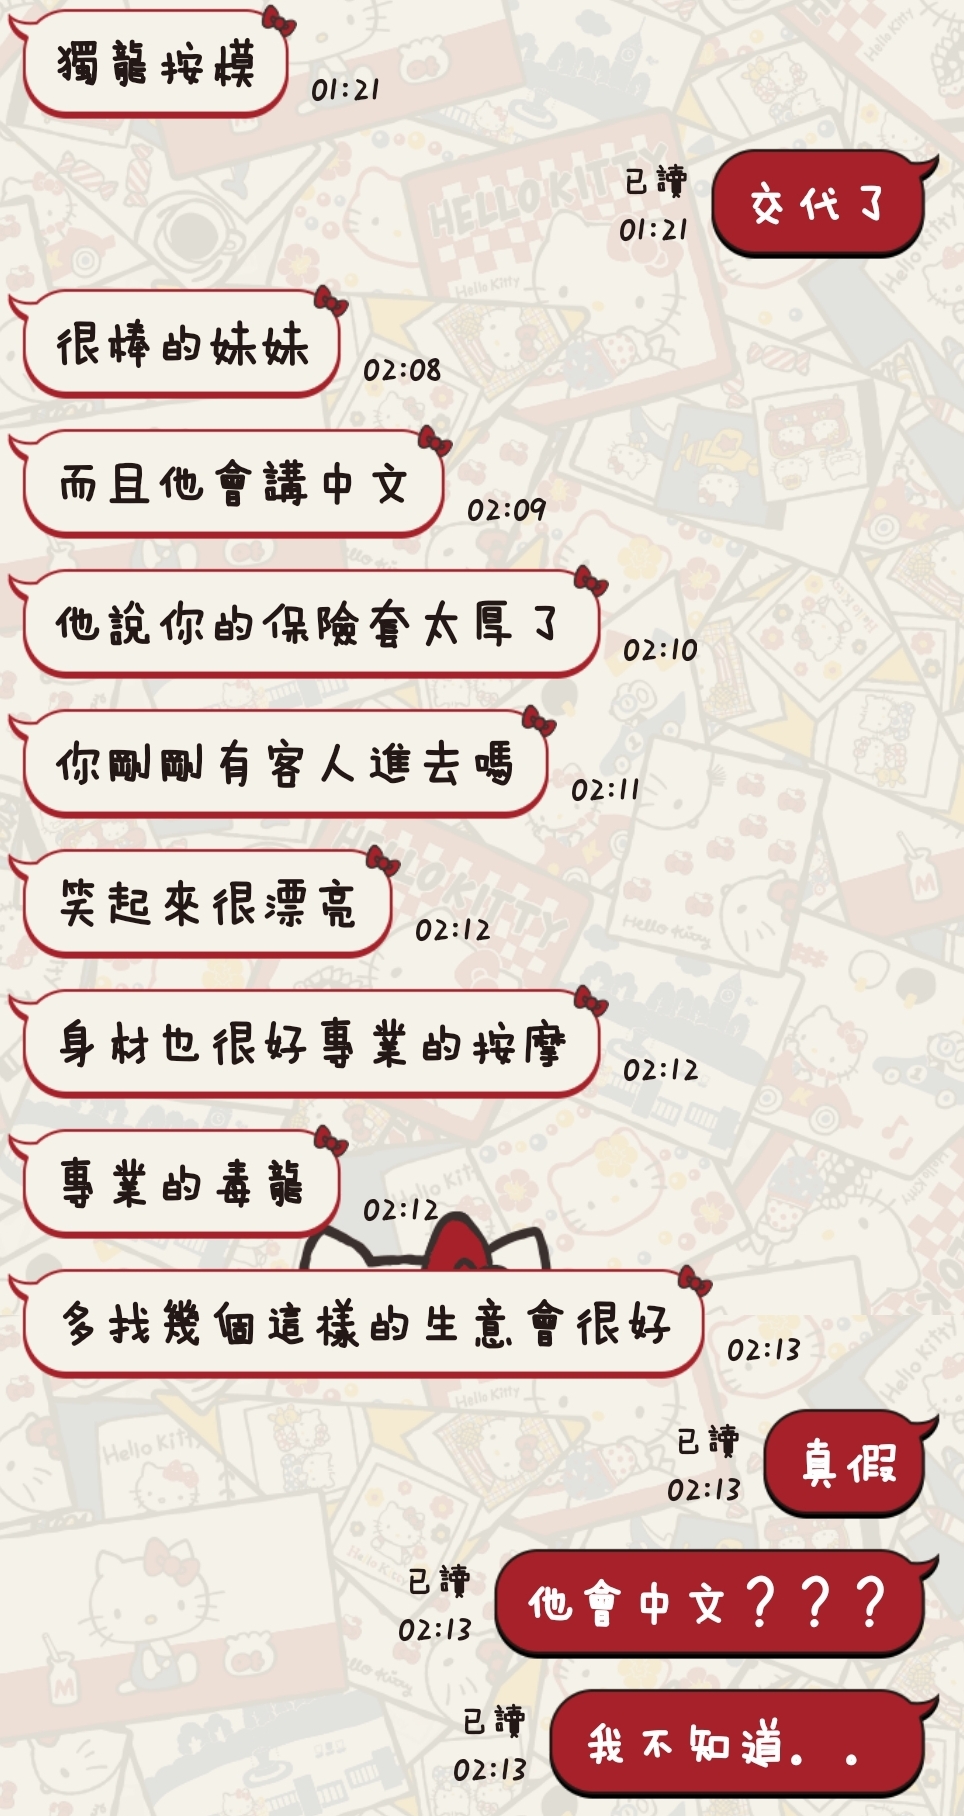 獨龍按模
01:21
已讀
01:21
交代了
很棒的妹妹
02:08
而且他會講中文
02:09
他說你的保險套太厚了
02:10
你剛剛有客人進去嗎
02:11
笑起來很漂亮
02:12
身材也很好專業的按摩
02:12
專業的毒龍
02:12
多找幾個這樣的生意會很好
02:13
已讀
02:13
真假
已讀
02:13
他會中文？？？
已讀
02:13
我不知道．．